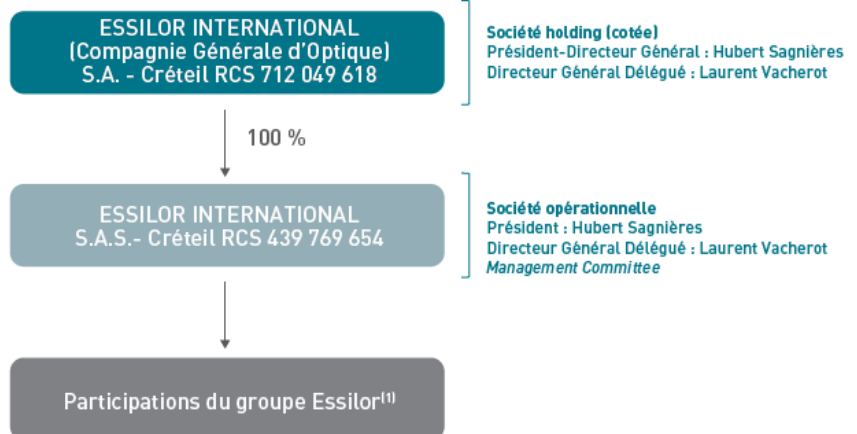 ESSILOR INTERNATIONAL
(Compagnie Générale d'Optique)
S.A. - Créteil RCS 712 049 618
Société holding (cotée)
Président-Directeur Général : Hubert Sagnières
Directeur Général Délégué : Laurent Vacherot
100 %
ESSILOR INTERNATIONAL
S.A.S.- Créteil RCS 439 769 654
Société opérationnelle
Président : Hubert Sagnières
Directeur Général Délégué : Laurent Vacherot
Management Committee
Participations du groupe Essilor(1)